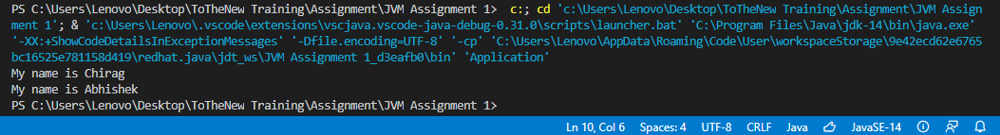 PS C:\Users\Lenovo\Desktop\ToTheNew Training\Assignment\JVM Assignment 1>  c:; cd 'c:\Users\Lenovo\Desktop\ToTheNew Training\Assignment\JVM Assign
ment 1'; & 'c:\Users\Lenovo\.vscode\extensions\vscjava.vscode-java-debug-0.31.0\scripts\launcher.bat' 'C:\Program Files\Java\jdk-14\bin\java.exe'
'-XX:+ShowCodeDetailsInExceptionMessages' '-Dfile.encoding=UTF-8' '-cp' 'C:\Users\Lenovo\AppData\Roaming\Code\User\workspaceStorage\9e42ecd62e6765
bc16525e781158d419\redhat.java\jdt_ws\JVM Assignment 1_d3eafb0\bin' 'Application'
My name is Chirag
My name is Abhishek
PS C:\Users\Lenovo\Desktop\ToTheNew Training\Assignment\JVM Assignment 1>
Ln 10, Col 6 Spaces: 4 UTF-8 CRLF Java JavaSE-14